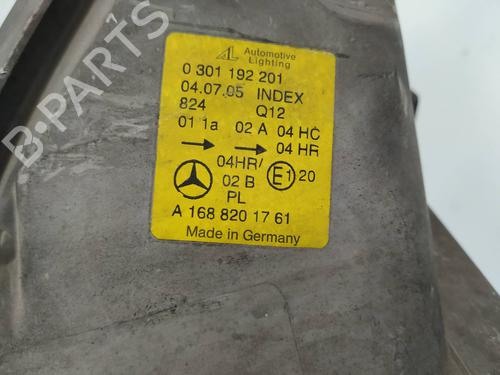 AL Automotive
Lighting
0 301 192 201
04.07.05 INDEX
824 Q12
01 1a 02 A 04 HC
04 HR
04HR/
02 B
E1 20
PL
A 168 820 17 61
Made in Germany
B-PARTS